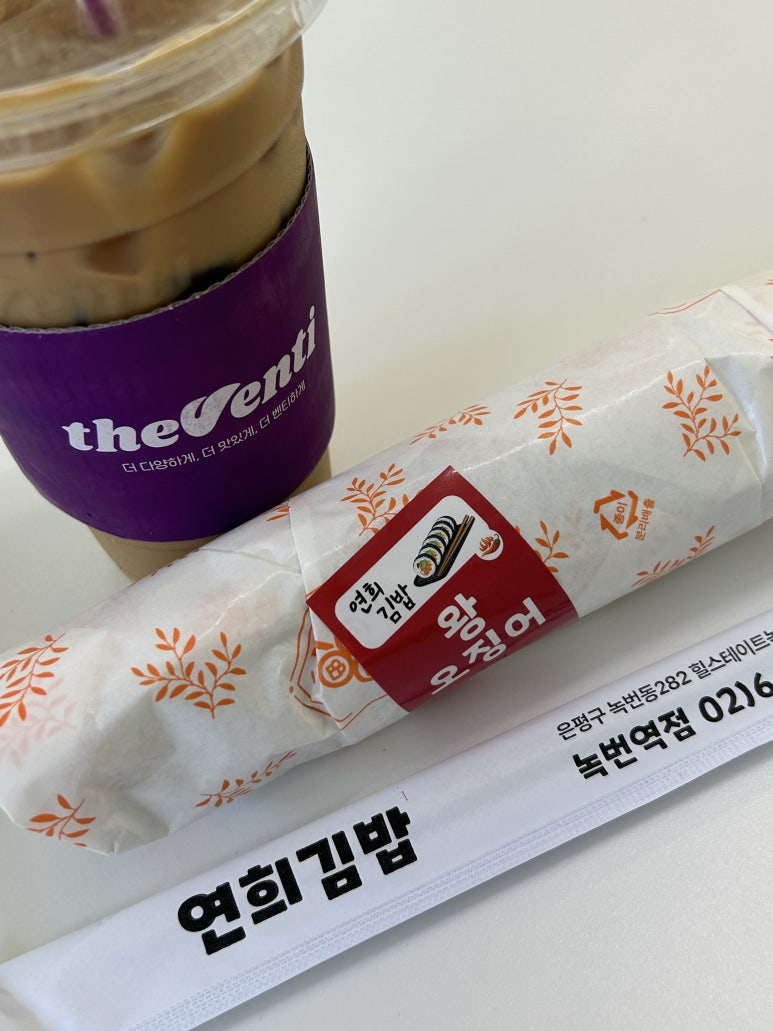 theventi
더 다양하게, 더 맛있게, 더 벤티하게
연희
김밥
왕
오징어
종이
분리배출
은평구 녹번동282 힐스테이트녹
녹번역점 02)6
연희김밥